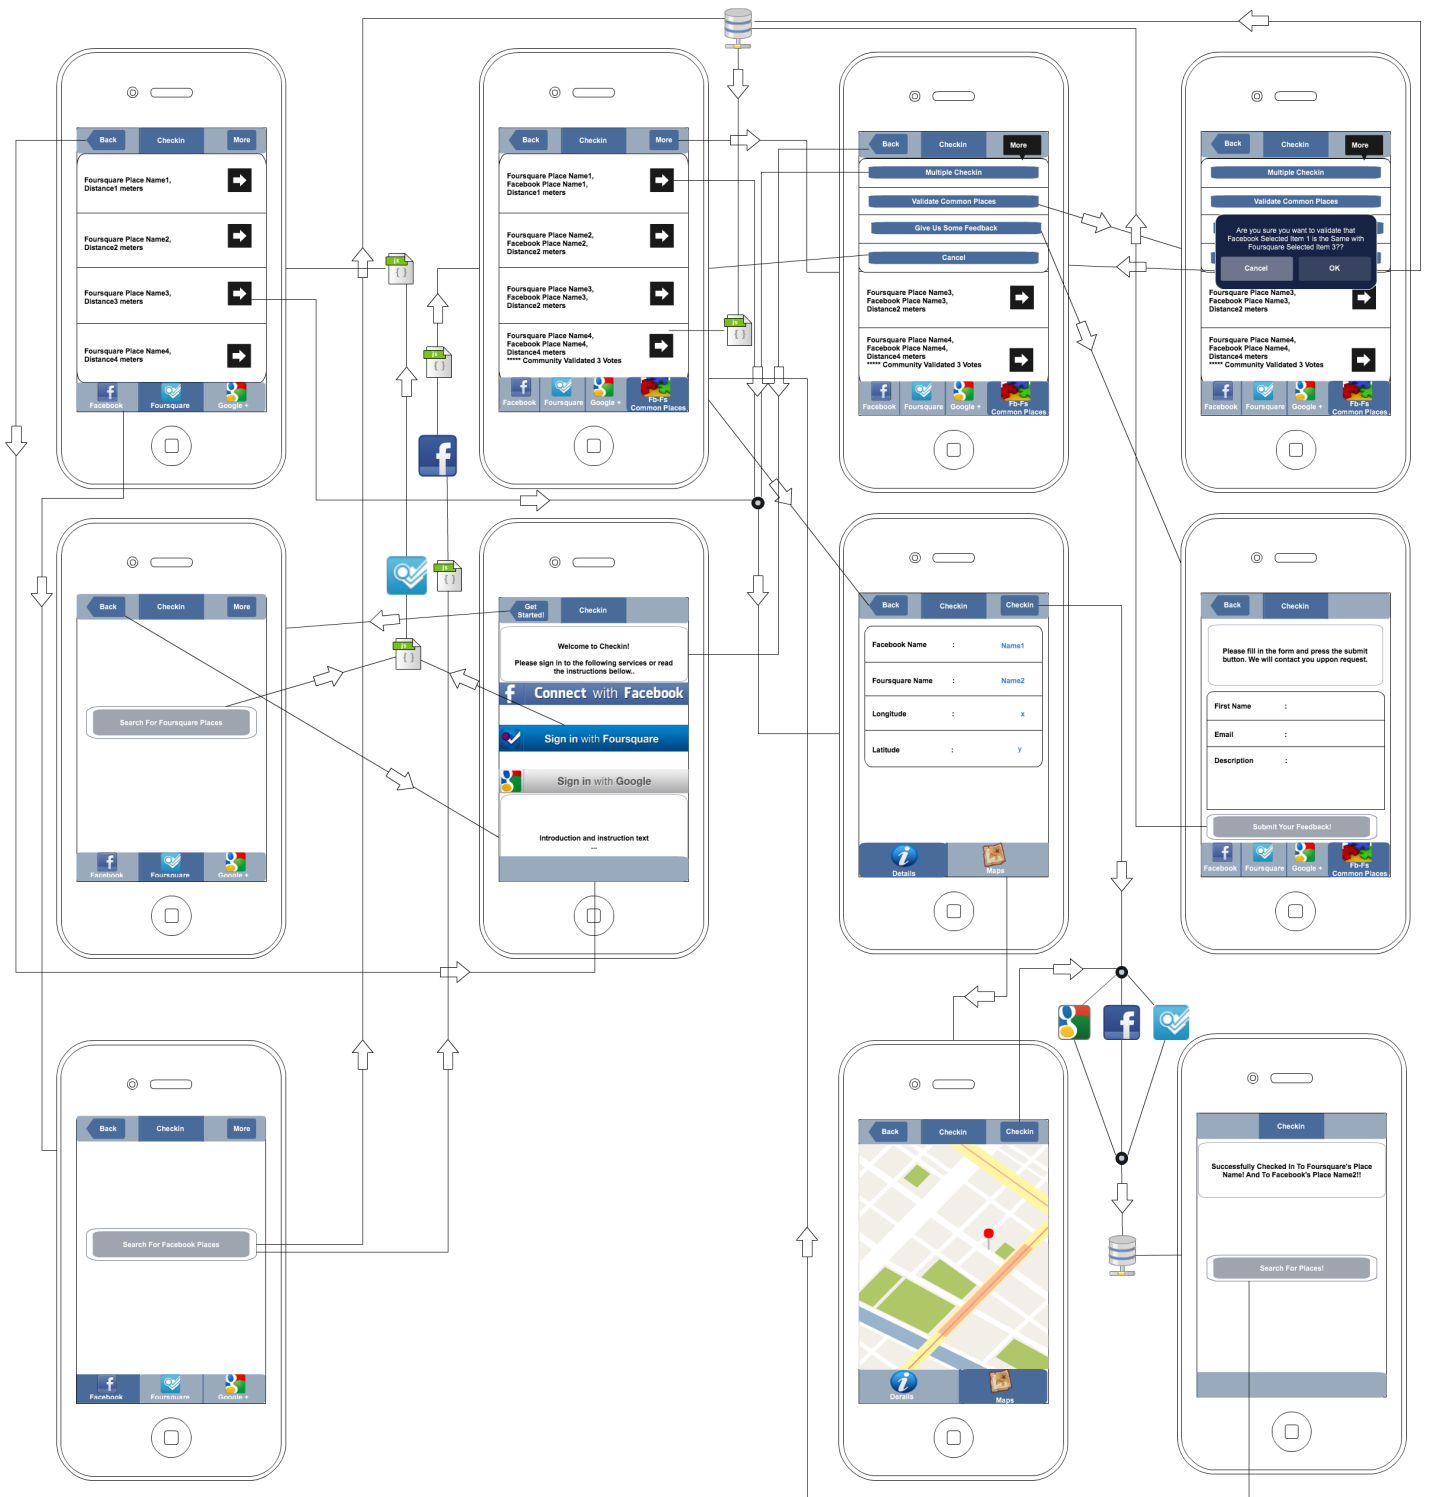 Back
Checkin
More
Foursquare Place Name1,
Distance1 meters
Foursquare Place Name2,
Distance2 meters
Foursquare Place Name3,
Distance3 meters
Foursquare Place Name4,
Distance4 meters
Facebook
Foursquare
Google +
Back
Checkin
More
Foursquare Place Name1,
Facebook Place Name1,
Distance1 meters
Foursquare Place Name2,
Facebook Place Name2,
Distance2 meters
Foursquare Place Name3,
Facebook Place Name3,
Distance2 meters
Foursquare Place Name4,
Facebook Place Name4,
Distance4 meters
***** Community Validated 3 Votes
Facebook
Foursquare
Google +
Fb-Fs
Common Places
Back
Checkin
More
Multiple Checkin
Validate Common Places
Give Us Some Feedback
Cancel
Foursquare Place Name3,
Facebook Place Name3,
Distance2 meters
Foursquare Place Name4,
Facebook Place Name4,
Distance4 meters
***** Community Validated 3 Votes
Facebook
Foursquare
Google +
Fb-Fs
Common Places
Back
Checkin
More
Multiple Checkin
Validate Common Places
Are you sure you want to validate that
Facebook Selected Item 1 is the Same with
Foursquare Selected Item 3??
Cancel
OK
Foursquare Place Name3,
Facebook Place Name3,
Distance2 meters
Foursquare Place Name4,
Facebook Place Name4,
Distance4 meters
***** Community Validated 3 Votes
Facebook
Foursquare
Google +
Fb-Fs
Common Places
js
{ }
js
{ }
js
{ }
js
{ }
js
{ }
Back
Checkin
More
Search For Foursquare Places
Facebook
Foursquare
Google +
Get
Started!
Checkin
Welcome to Checkin!
Please sign in to the following services or read
the instructions bellow..
Connect with Facebook
Sign in with Foursquare
Sign in with Google
Introduction and instruction text
...
Back
Checkin
Checkin
Facebook Name : Name1
Foursquare Name : Name2
Longitude : x
Latitude : y
Details
Maps
Back
Checkin
Please fill in the form and press the submit
button. We will contact you uppon request.
First Name :
Email :
Description :
Submit Your Feedback!
Facebook
Foursquare
Google +
Fb-Fs
Common Places
Back
Checkin
More
Search For Facebook Places
Facebook
Foursquare
Google +
Back
Checkin
Checkin
Derails
Maps
Checkin
Successfully Checked In To Foursquare's Place
Name! And To Facebook's Place Name2!!
Search For Places!